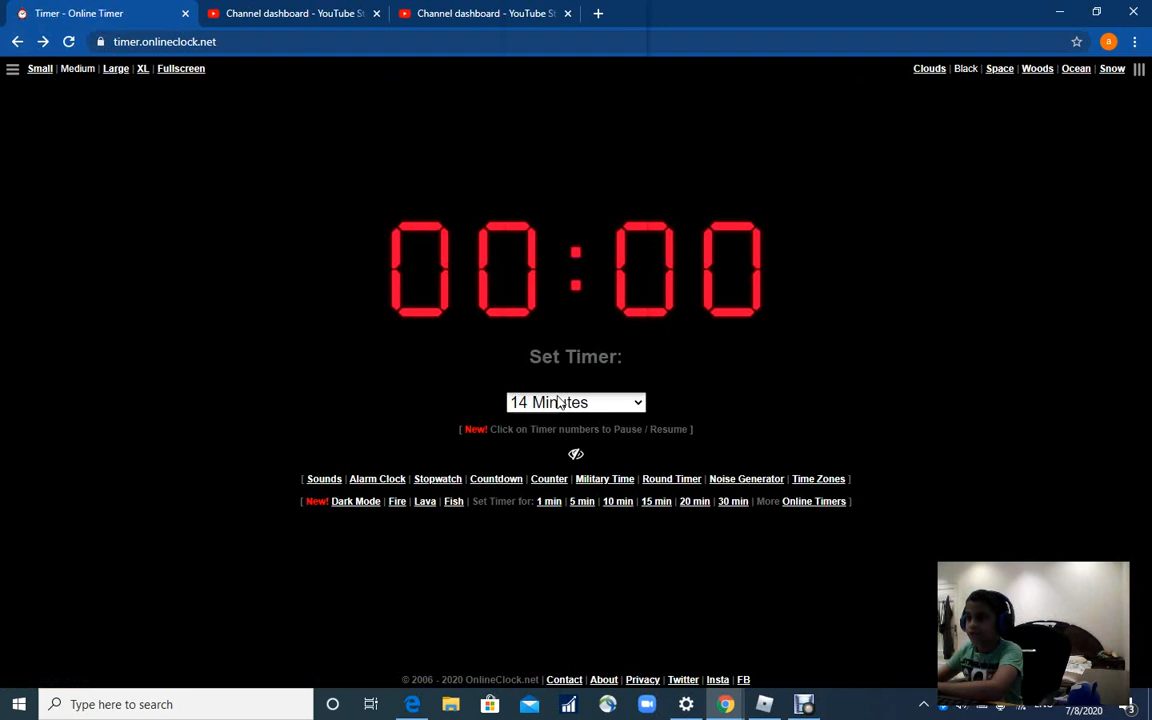 Timer - Online Timer
Channel dashboard - YouTube St
Channel dashboard - YouTube St
timer.onlineclock.net
a
Small | Medium | Large | XL | Fullscreen
Clouds | Black | Space | Woods | Ocean | Snow
00:00
Set Timer:
14 Minutes
[ New! Click on Timer numbers to Pause / Resume ]
[ Sounds | Alarm Clock | Stopwatch | Countdown | Counter | Military Time | Round Timer | Noise Generator | Time Zones ]
[ New! Dark Mode | Fire | Lava | Fish | Set Timer for: 1 min | 5 min | 10 min | 15 min | 20 min | 30 min | More Online Timers ]
© 2006 - 2020 OnlineClock.net | Contact | About | Privacy | Twitter | Insta | FB
Type here to search
7/8/2020
3